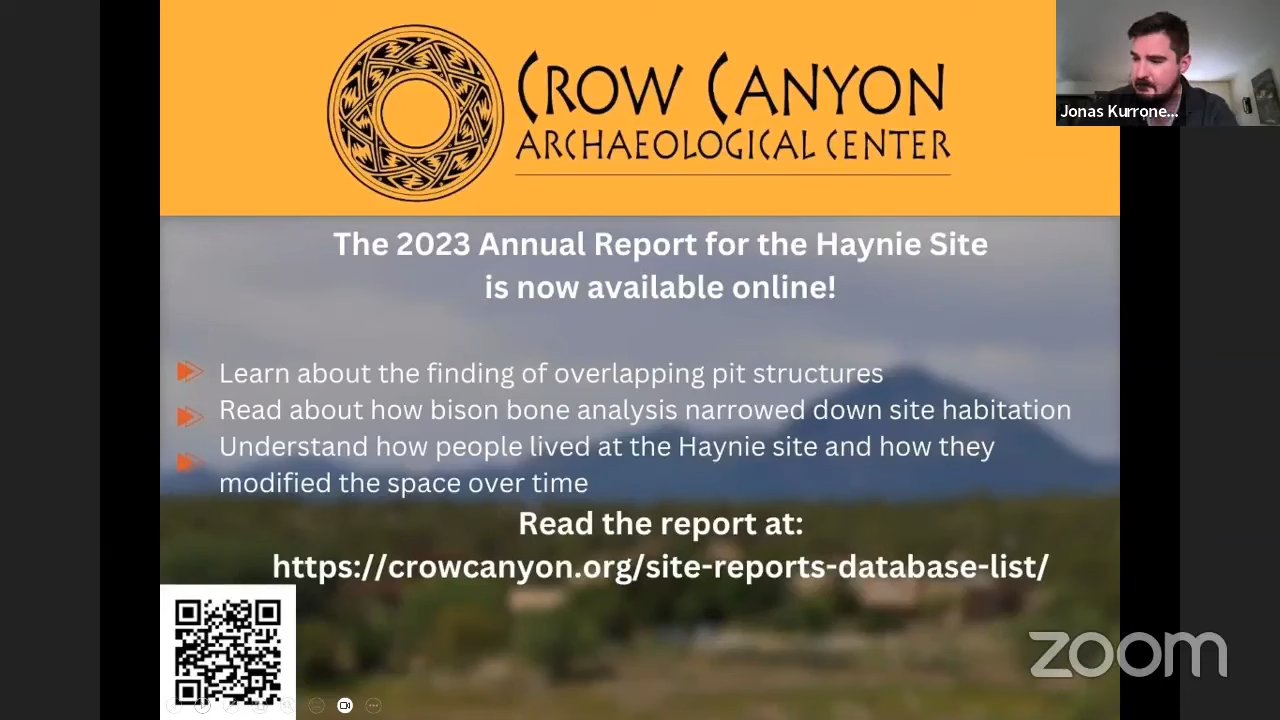 CROW CANYON
ARCHAEOLOGICAL CENTER
Jonas Kurrone...
The 2023 Annual Report for the Haynie Site
is now available online!
Learn about the finding of overlapping pit structures
Read about how bison bone analysis narrowed down site habitation
Understand how people lived at the Haynie site and how they
modified the space over time
Read the report at:
https://crowcanyon.org/site-reports-database-list/
zoom